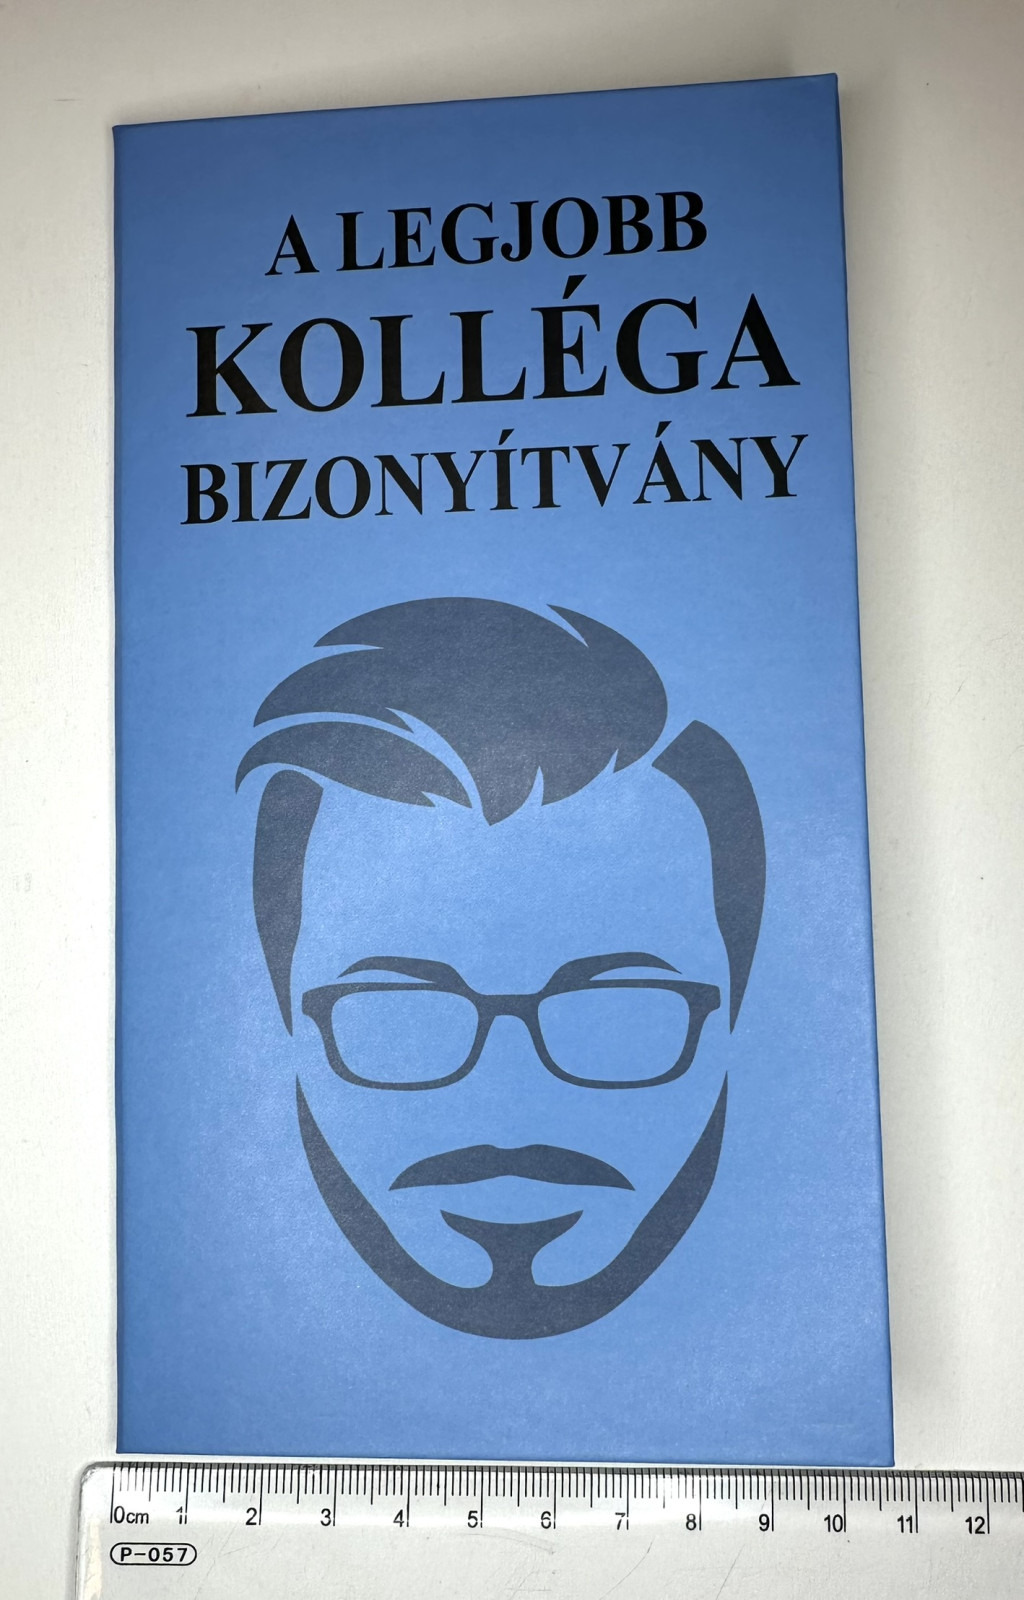 A LEGJOBB
KOLLÉGA
BIZONYÍTVÁNY
0cm 1 2 3 4 5 6 7 8 9 10 11 12
P-057